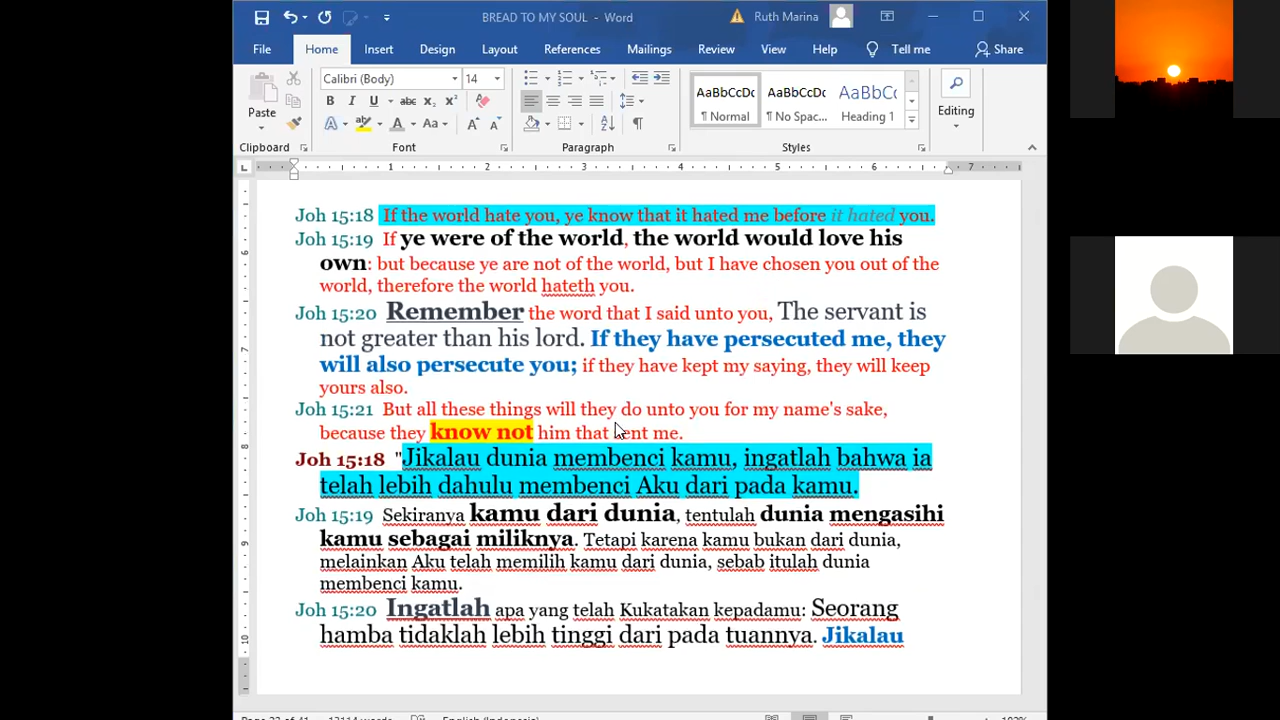 BREAD TO MY SOUL - Word
Ruth Marina
File Home Insert Design Layout References Mailings Review View Help Tell me Share
Calibri (Body) 14
AaBbCcDc AaBbCcDc AaBbCc
Paste
¶ Normal ¶ No Spac... Heading 1
Editing
Clipboard Font Paragraph Styles
1 2 3 4 5 6 7
Joh 15:18 If the world hate you, ye know that it hated me before it hated you.
Joh 15:19 If ye were of the world, the world would love his
own: but because ye are not of the world, but I have chosen you out of the
world, therefore the world hateth you.
Joh 15:20 Remember the word that I said unto you, The servant is
not greater than his lord. If they have persecuted me, they
will also persecute you; if they have kept my saying, they will keep
yours also.
Joh 15:21 But all these things will they do unto you for my name's sake,
because they know not him that sent me.
Joh 15:18 "Jikalau dunia membenci kamu, ingatlah bahwa ia
telah lebih dahulu membenci Aku dari pada kamu.
Joh 15:19 Sekiranya kamu dari dunia, tentulah dunia mengasihi
kamu sebagai miliknya. Tetapi karena kamu bukan dari dunia,
melainkan Aku telah memilih kamu dari dunia, sebab itulah dunia
membenci kamu.
Joh 15:20 Ingatlah apa yang telah Kukatakan kepadamu: Seorang
hamba tidaklah lebih tinggi dari pada tuannya. Jikalau